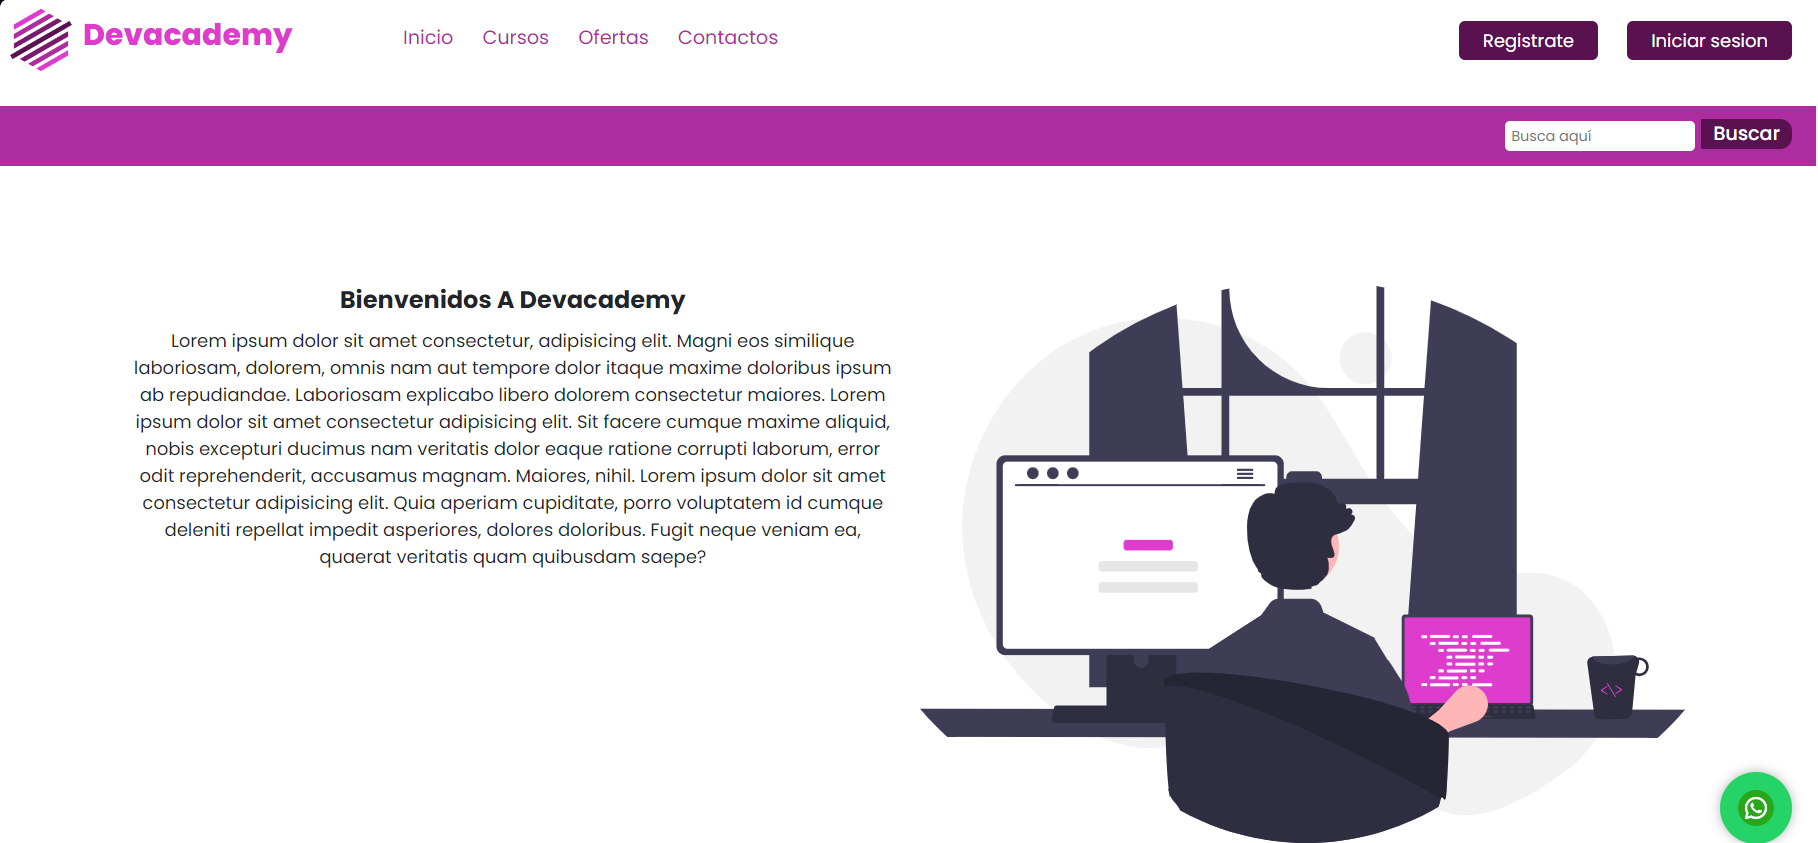 Devacademy
Inicio Cursos Ofertas Contactos
Registrate Iniciar sesion
Busca aquí Buscar
Bienvenidos A Devacademy
Lorem ipsum dolor sit amet consectetur, adipisicing elit. Magni eos similique
laboriosam, dolorem, omnis nam aut tempore dolor itaque maxime doloribus ipsum
ab repudiandae. Laboriosam explicabo libero dolorem consectetur maiores. Lorem
ipsum dolor sit amet consectetur adipisicing elit. Sit facere cumque maxime aliquid,
nobis excepturi ducimus nam veritatis dolor eaque ratione corrupti laborum, error
odit reprehenderit, accusamus magnam. Maiores, nihil. Lorem ipsum dolor sit amet
consectetur adipisicing elit. Quia aperiam cupiditate, porro voluptatem id cumque
deleniti repellat impedit asperiores, dolores doloribus. Fugit neque veniam ea,
quaerat veritatis quam quibusdam saepe?
<\>